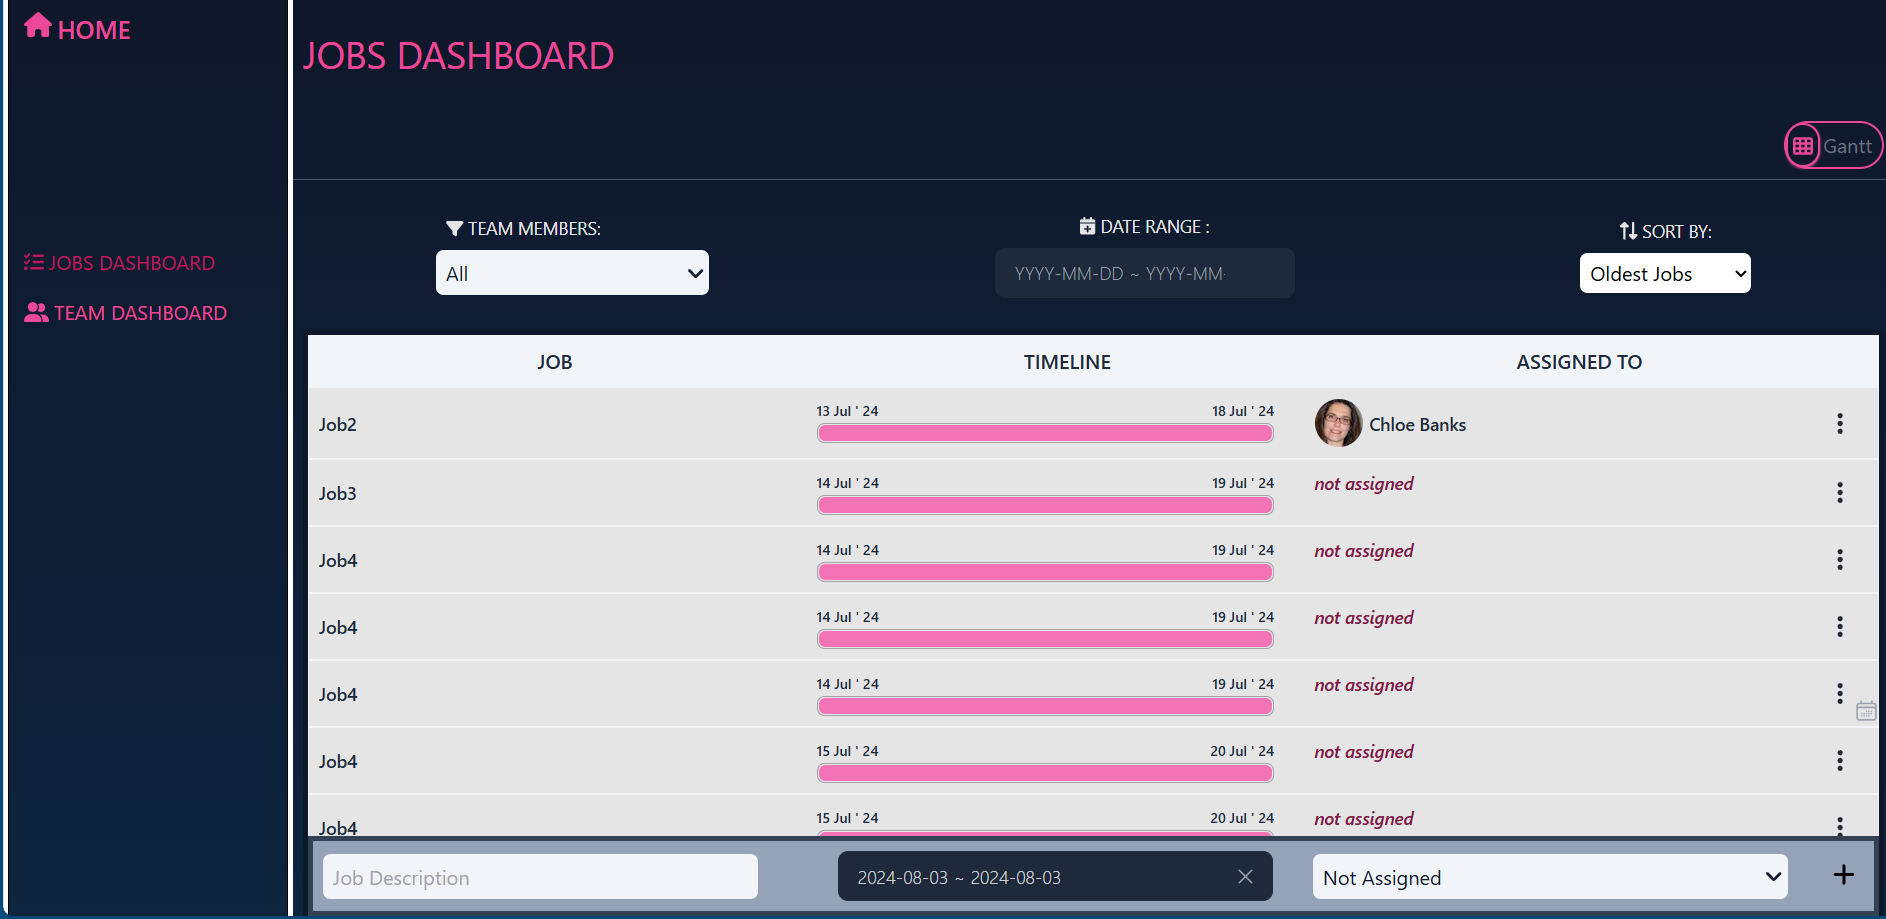 HOME
JOBS DASHBOARD
TEAM DASHBOARD
JOBS DASHBOARD
Gantt
TEAM MEMBERS:
All
DATE RANGE :
YYYY-MM-DD ~ YYYY-MM-
SORT BY:
Oldest Jobs
JOB TIMELINE ASSIGNED TO
Job2 13 Jul ' 24 18 Jul ' 24 Chloe Banks
Job3 14 Jul ' 24 19 Jul ' 24 not assigned
Job4 14 Jul ' 24 19 Jul ' 24 not assigned
Job4 14 Jul ' 24 19 Jul ' 24 not assigned
Job4 14 Jul ' 24 19 Jul ' 24 not assigned
Job4 15 Jul ' 24 20 Jul ' 24 not assigned
Job4 15 Jul ' 24 20 Jul ' 24 not assigned
Job Description 2024-08-03 ~ 2024-08-03 Not Assigned